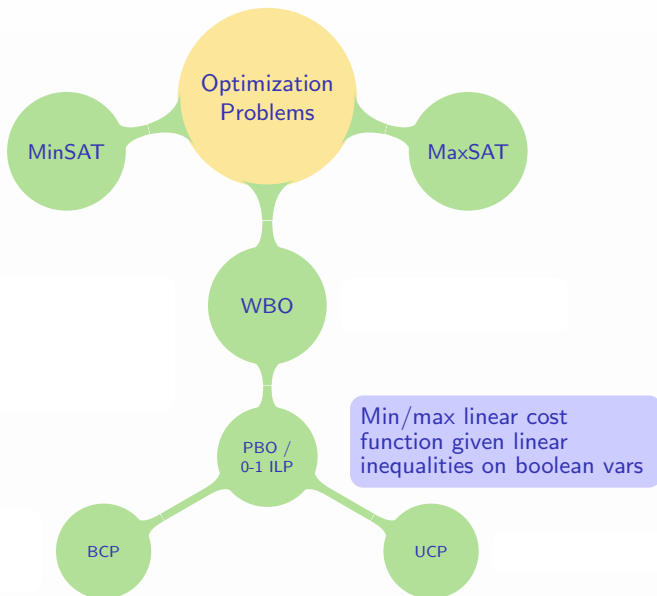 Optimization
Problems
MinSAT
MaxSAT
WBO
PBO /
0-1 ILP
Min/max linear cost
function given linear
inequalities on boolean vars
BCP
UCP